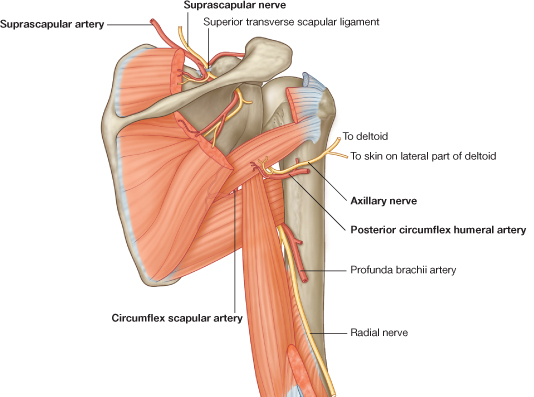 Suprascapular nerve
Suprascapular artery
Superior transverse scapular ligament
To deltoid
To skin on lateral part of deltoid
Axillary nerve
Posterior circumflex humeral artery
Profunda brachii artery
Circumflex scapular artery
Radial nerve